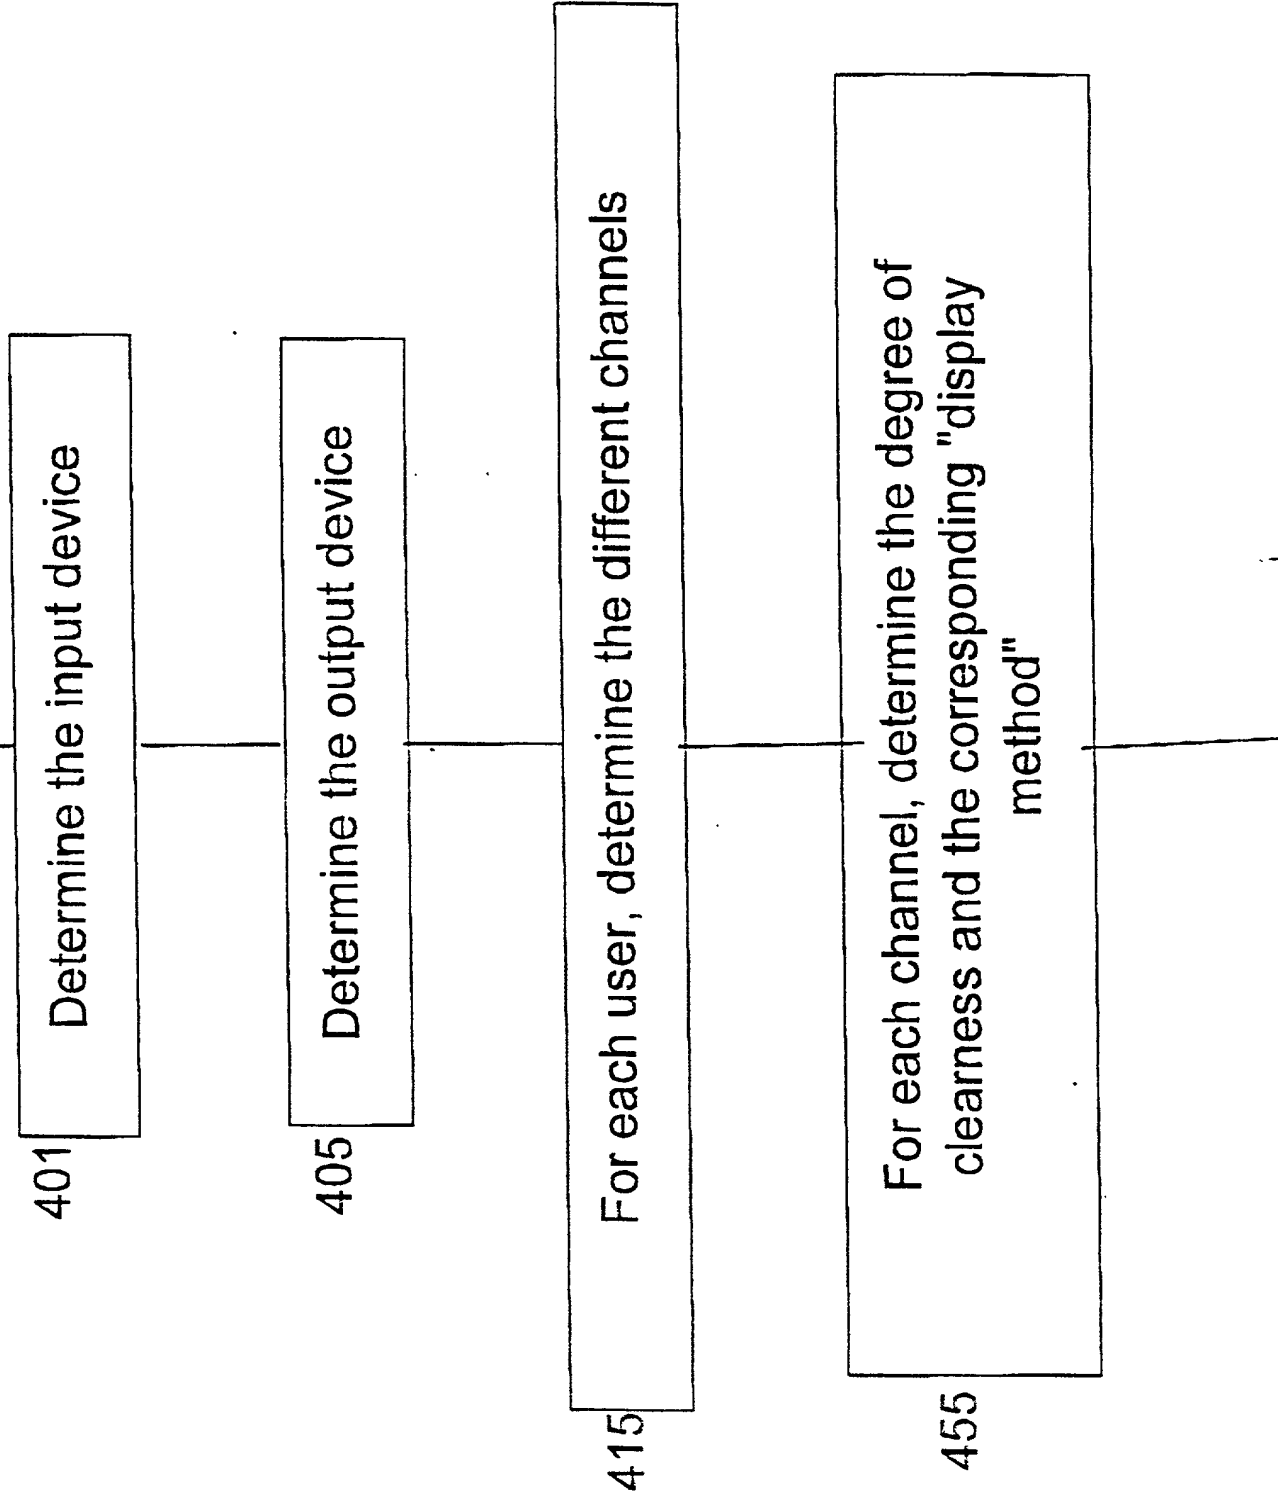 401
Determine the input device
405
Determine the output device
415
For each user, determine the different channels
455
For each channel, determine the degree of
clearness and the corresponding "display
method"